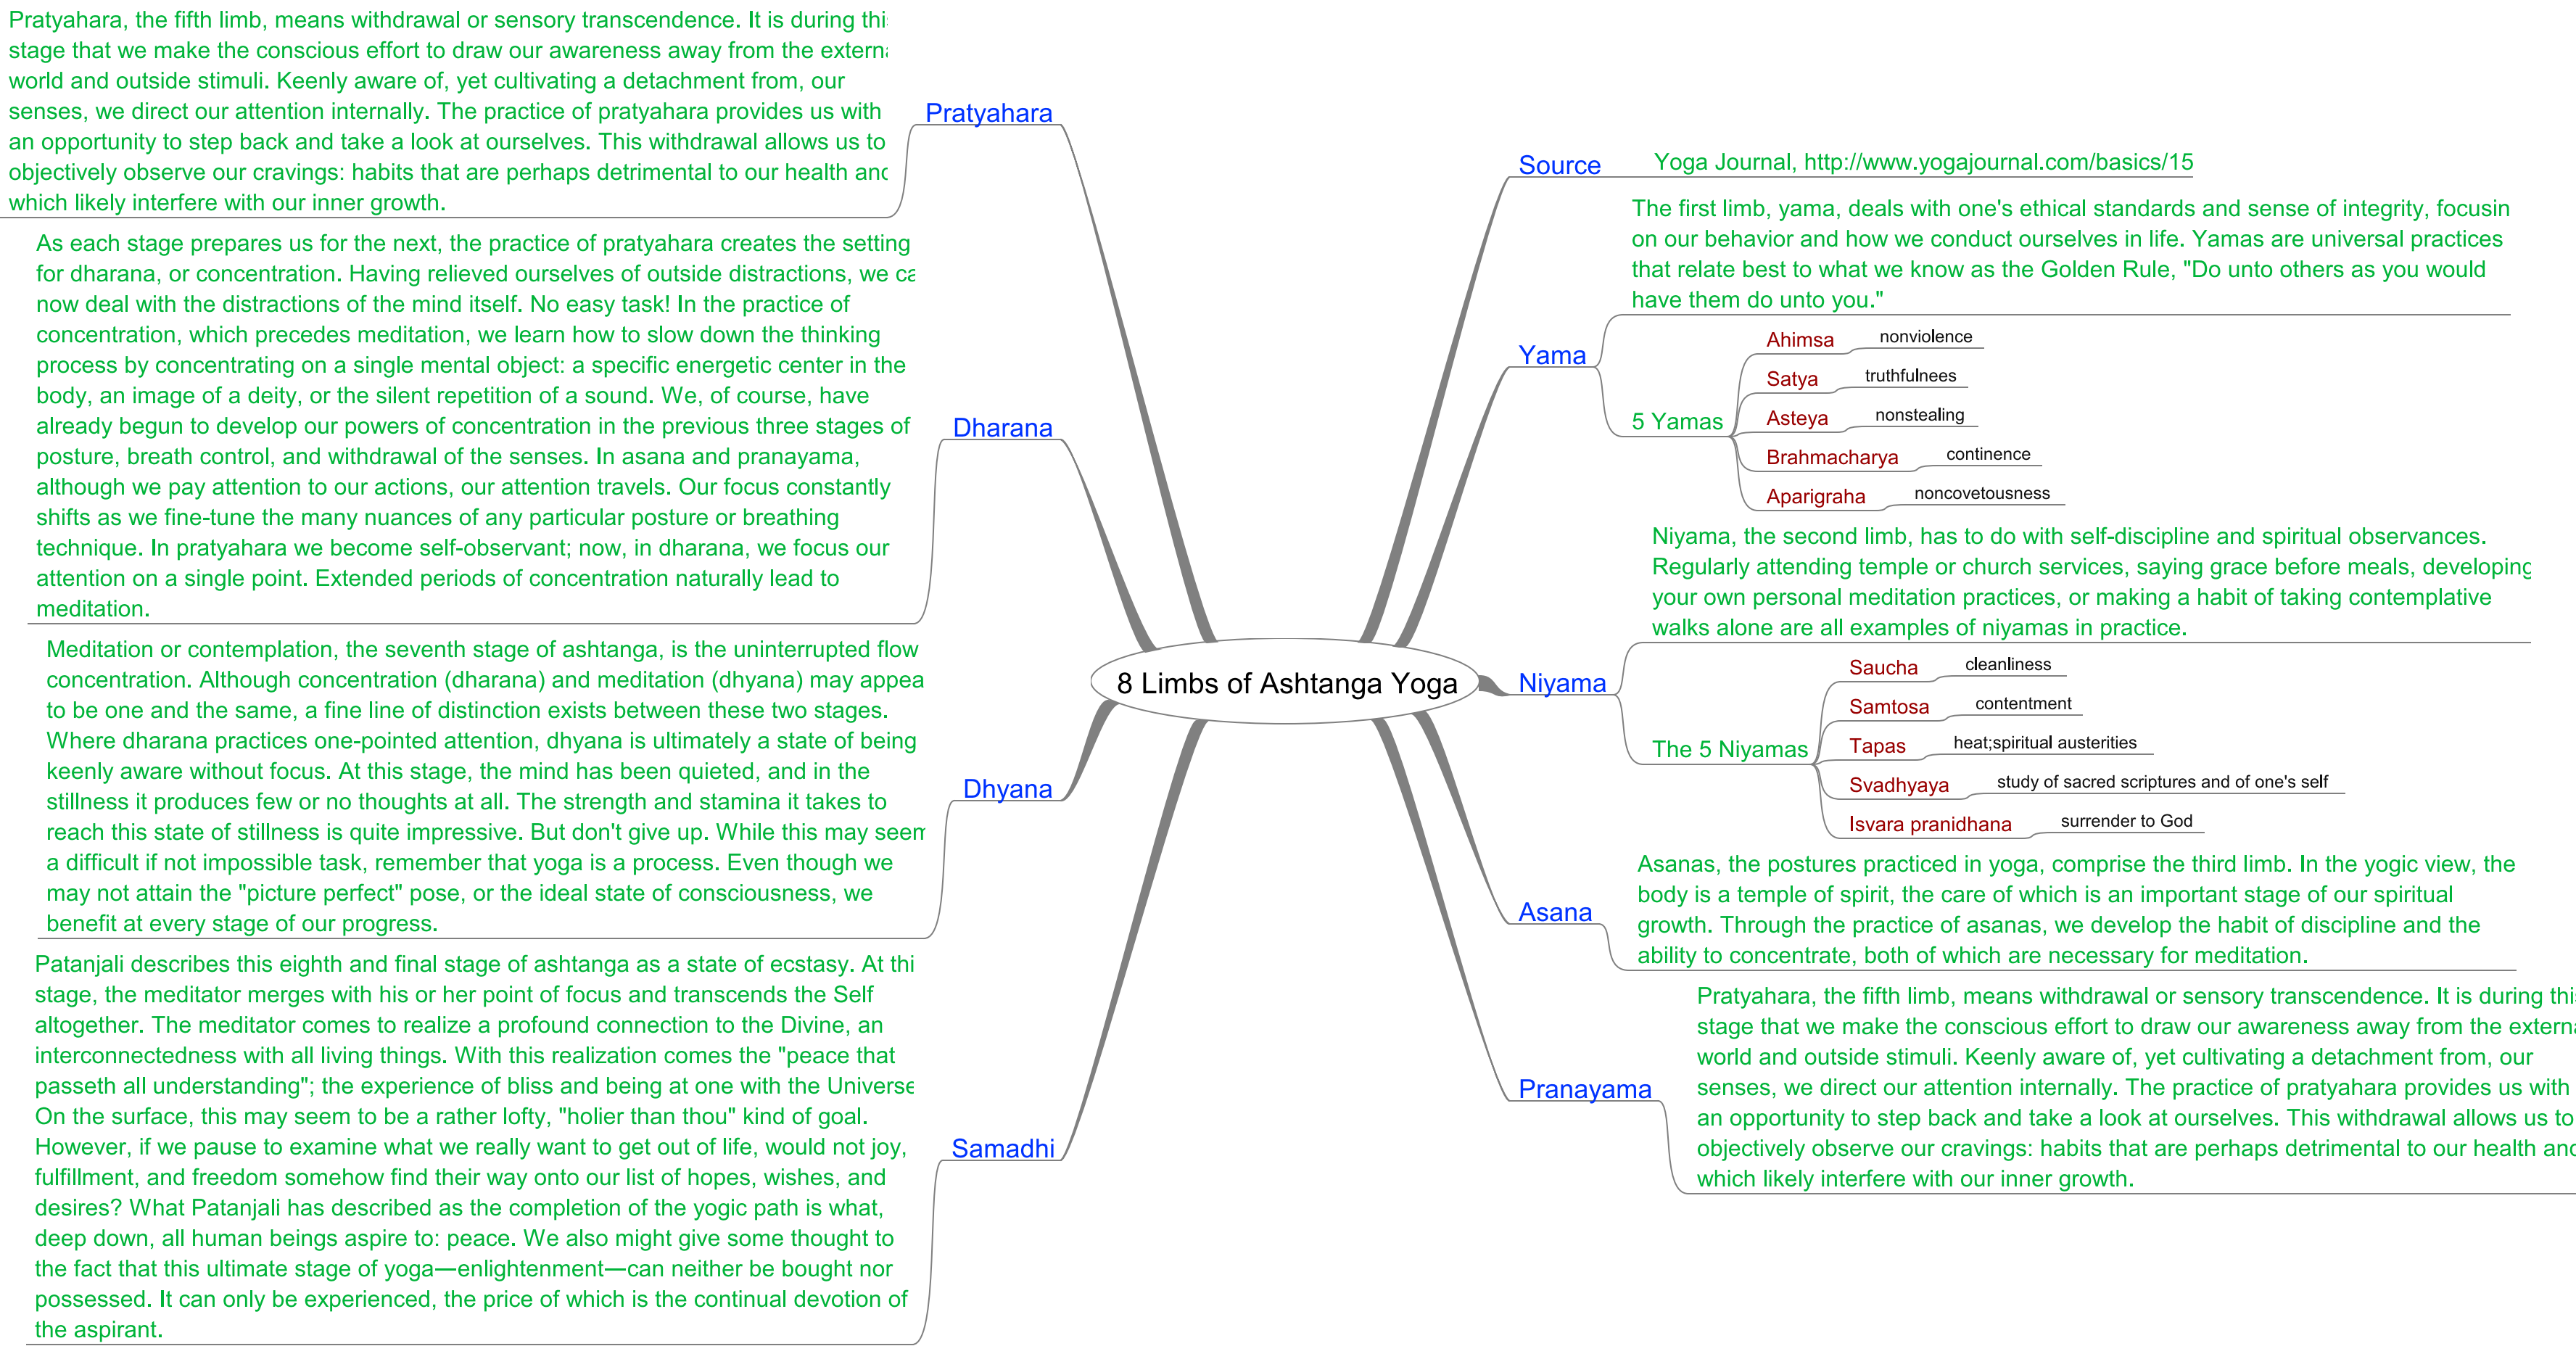 8 Limbs of Ashtanga Yoga
Source
Yoga Journal, http://www.yogajournal.com/basics/15
Yama
The first limb, yama, deals with one's ethical standards and sense of integrity, focusin
on our behavior and how we conduct ourselves in life. Yamas are universal practices
that relate best to what we know as the Golden Rule, "Do unto others as you would
have them do unto you."
5 Yamas
Ahimsa
nonviolence
Satya
truthfulnees
Asteya
nonstealing
Brahmacharya
continence
Aparigraha
noncovetousness
Niyama
Niyama, the second limb, has to do with self-discipline and spiritual observances.
Regularly attending temple or church services, saying grace before meals, developing
your own personal meditation practices, or making a habit of taking contemplative
walks alone are all examples of niyamas in practice.
The 5 Niyamas
Saucha
cleanliness
Samtosa
contentment
Tapas
heat;spiritual austerities
Svadhyaya
study of sacred scriptures and of one's self
Isvara pranidhana
surrender to God
Asana
Asanas, the postures practiced in yoga, comprise the third limb. In the yogic view, the
body is a temple of spirit, the care of which is an important stage of our spiritual
growth. Through the practice of asanas, we develop the habit of discipline and the
ability to concentrate, both of which are necessary for meditation.
Pranayama
Pratyahara, the fifth limb, means withdrawal or sensory transcendence. It is during this
stage that we make the conscious effort to draw our awareness away from the externa
world and outside stimuli. Keenly aware of, yet cultivating a detachment from, our
senses, we direct our attention internally. The practice of pratyahara provides us with
an opportunity to step back and take a look at ourselves. This withdrawal allows us to
objectively observe our cravings: habits that are perhaps detrimental to our health and
which likely interfere with our inner growth.
Pratyahara
Pratyahara, the fifth limb, means withdrawal or sensory transcendence. It is during this
stage that we make the conscious effort to draw our awareness away from the externa
world and outside stimuli. Keenly aware of, yet cultivating a detachment from, our
senses, we direct our attention internally. The practice of pratyahara provides us with
an opportunity to step back and take a look at ourselves. This withdrawal allows us to
objectively observe our cravings: habits that are perhaps detrimental to our health and
which likely interfere with our inner growth.
Dharana
As each stage prepares us for the next, the practice of pratyahara creates the setting
for dharana, or concentration. Having relieved ourselves of outside distractions, we ca
now deal with the distractions of the mind itself. No easy task! In the practice of
concentration, which precedes meditation, we learn how to slow down the thinking
process by concentrating on a single mental object: a specific energetic center in the
body, an image of a deity, or the silent repetition of a sound. We, of course, have
already begun to develop our powers of concentration in the previous three stages of
posture, breath control, and withdrawal of the senses. In asana and pranayama,
although we pay attention to our actions, our attention travels. Our focus constantly
shifts as we fine-tune the many nuances of any particular posture or breathing
technique. In pratyahara we become self-observant; now, in dharana, we focus our
attention on a single point. Extended periods of concentration naturally lead to
meditation.
Dhyana
Meditation or contemplation, the seventh stage of ashtanga, is the uninterrupted flow
concentration. Although concentration (dharana) and meditation (dhyana) may appea
to be one and the same, a fine line of distinction exists between these two stages.
Where dharana practices one-pointed attention, dhyana is ultimately a state of being
keenly aware without focus. At this stage, the mind has been quieted, and in the
stillness it produces few or no thoughts at all. The strength and stamina it takes to
reach this state of stillness is quite impressive. But don't give up. While this may seem
a difficult if not impossible task, remember that yoga is a process. Even though we
may not attain the "picture perfect" pose, or the ideal state of consciousness, we
benefit at every stage of our progress.
Samadhi
Patanjali describes this eighth and final stage of ashtanga as a state of ecstasy. At thi
stage, the meditator merges with his or her point of focus and transcends the Self
altogether. The meditator comes to realize a profound connection to the Divine, an
interconnectedness with all living things. With this realization comes the "peace that
passeth all understanding"; the experience of bliss and being at one with the Universe
On the surface, this may seem to be a rather lofty, "holier than thou" kind of goal.
However, if we pause to examine what we really want to get out of life, would not joy,
fulfillment, and freedom somehow find their way onto our list of hopes, wishes, and
desires? What Patanjali has described as the completion of the yogic path is what,
deep down, all human beings aspire to: peace. We also might give some thought to
the fact that this ultimate stage of yoga—enlightenment—can neither be bought nor
possessed. It can only be experienced, the price of which is the continual devotion of
the aspirant.